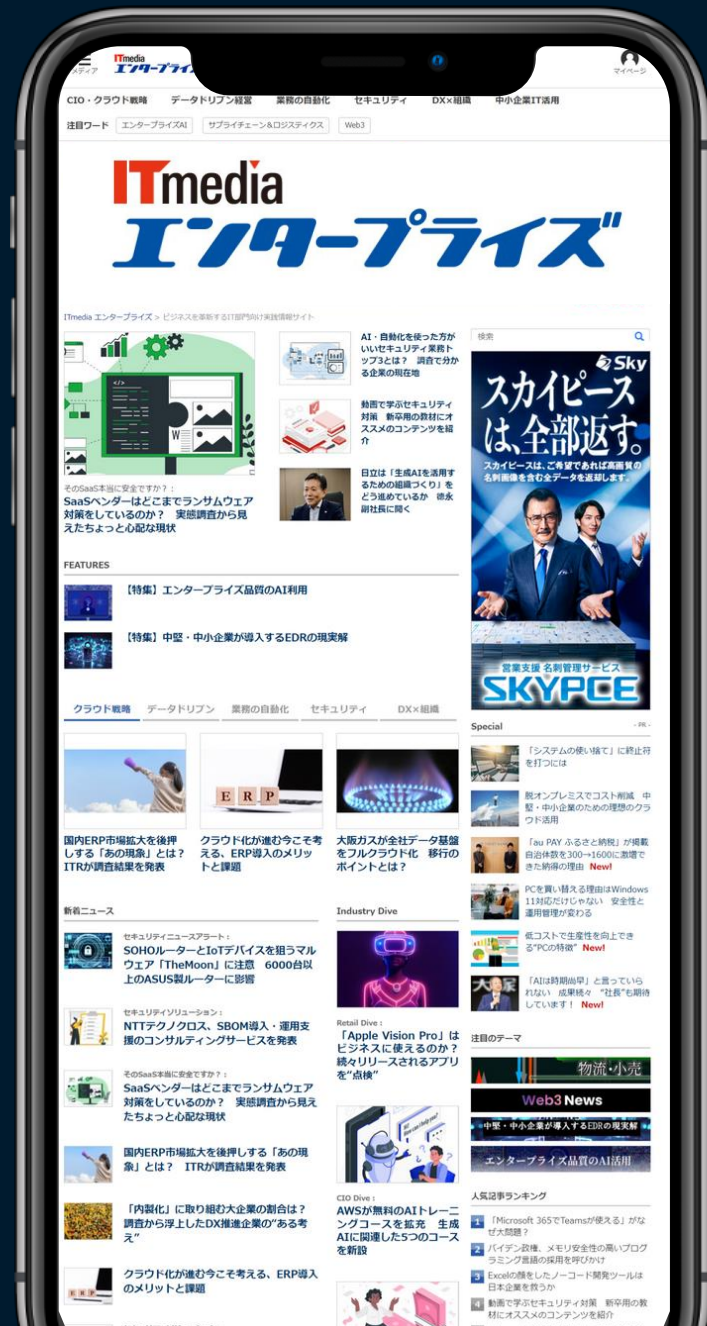 メディア
ITmedia
エンタープライズ
マイページ
CIO・クラウド戦略 データドリブン経営 業務の自動化 セキュリティ DX×組織 中小企業IT活用
注目ワード エンタープライズAI サプライチェーン&ロジスティクス Web3
ITmedia
エンタープライズ
ITmedia エンタープライズ > ビジネスを革新するIT部門向け実践情報サイト
そのSaaS本当に安全ですか？：
SaaSベンダーはどこまでランサムウェア
対策をしているのか？ 実態調査から見
えたちょっと心配な現状
AI・自動化を使った方が
いいセキュリティ業務ト
ップ3とは？ 調査で分か
る企業の現在地
動画で学ぶセキュリティ
対策 新卒用の教材にオ
ススメのコンテンツを紹
介
日立は「生成AIを活用す
るための組織づくり」を
どう進めているか 徳永
副社長に聞く
FEATURES
【特集】エンタープライズ品質のAI利用
【特集】中堅・中小企業が導入するEDRの現実解
クラウド戦略 データドリブン 業務の自動化 セキュリティ DX×組織
E R P
国内ERP市場拡大を後押
しする「あの現象」とは？
ITRが調査結果を発表
クラウド化が進む今こそ考
える、ERP導入のメリッ
トと課題
大阪ガスが全社データ基盤
をフルクラウド化 移行の
ポイントとは？
新着ニュース
セキュリティニュースアラート：
SOHOルーターとIoTデバイスを狙うマル
ウェア「TheMoon」に注意 6000台以
上のASUS製ルーターに影響
セキュリティソリューション：
NTTテクノクロス、SBOM導入・運用支
援のコンサルティングサービスを発表
そのSaaS本当に安全ですか？：
SaaSベンダーはどこまでランサムウェア
対策をしているのか？ 実態調査から見え
たちょっと心配な現状
国内ERP市場拡大を後押しする「あの現
象」とは？ ITRが調査結果を発表
「内製化」に取り組む大企業の割合は？
調査から浮上したDX推進企業の“ある考
え”
ERP
クラウド化が進む今こそ考える、ERP導入
のメリットと課題
Industry Dive
Retail Dive：
「Apple Vision Pro」は
ビジネスに使えるのか？
続々リリースされるアプリ
を“点検”
CIO Dive：
AWSが無料のAIトレーニ
ングコースを拡充 生成
AIに関連した5つのコース
を新設
検索
Sky
スカイピース
は、全部返す。
スカイピースは、ご希望であれば高画質の
名刺画像を含む全データを返却します。
営業支援 名刺管理サービス
SKYPCE
Special - PR -
「システムの使い捨て」に終止符
を打つには
脱オンプレミスでコスト削減 中
堅・中小企業のための理想のクラ
ウド活用
「au PAY ふるさと納税」が掲載
自治体数を300→1600に激増で
きた納得の理由 New!
PCを買い替える理由はWindows
11対応だけじゃない 安全性と
運用管理が変わる
低コストで生産性を向上でき
る“PCの特徴” New!
「AIは時期尚早」と言っていら
れない 成果続々 “社長”も期待
しています！ New!
注目のテーマ
物流・小売
Web3 News
中堅・中小企業が導入するEDRの現実解
エンタープライズ品質のAI活用
人気記事ランキング
1 「Microsoft 365でTeamsが使える」がな
ぜ大問題？
2 バイデン政権、メモリ安全性の高いプログ
ラミング言語の採用を呼びかけ
3 Excelの顔をしたノーコード開発ツールは
日本企業を救うか
4 動画で学ぶセキュリティ対策 新卒用の教
材にオススメのコンテンツを紹介